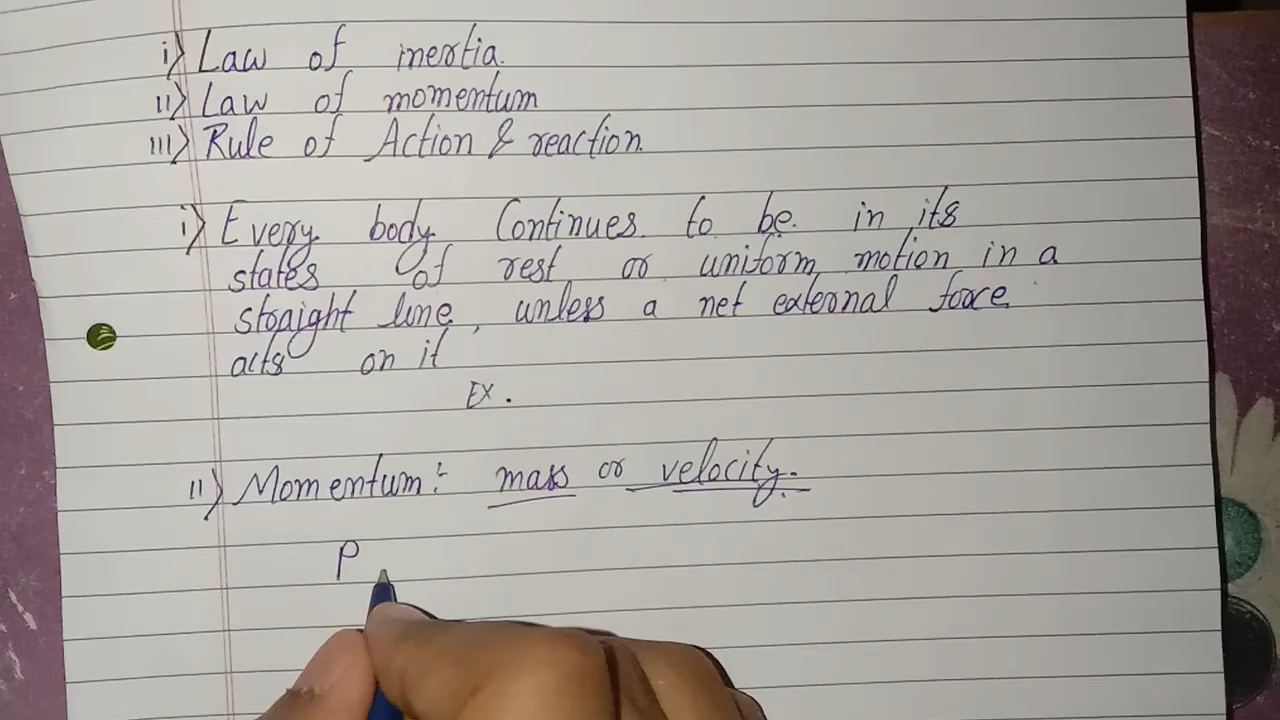 i) Law of inertia.
ii) Law of momentum
iii) Rule of Action & reaction.
i) Every body Continues to be in its
states of rest or uniform motion in a
straight line, unless a net external force
acts on it
Ex.
ii) Momentum: mass or velocity.
P